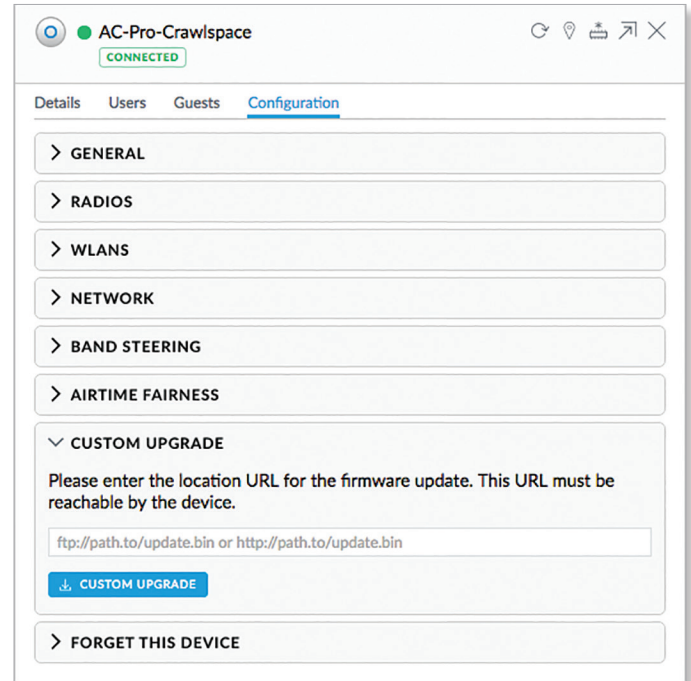 AC-Pro-Crawlspace
CONNECTED
Details Users Guests Configuration
GENERAL
RADIOS
WLANS
NETWORK
BAND STEERING
AIRTIME FAIRNESS
CUSTOM UPGRADE
Please enter the location URL for the firmware update. This URL must be
reachable by the device.
ftp://path.to/update.bin or http://path.to/update.bin
CUSTOM UPGRADE
FORGET THIS DEVICE